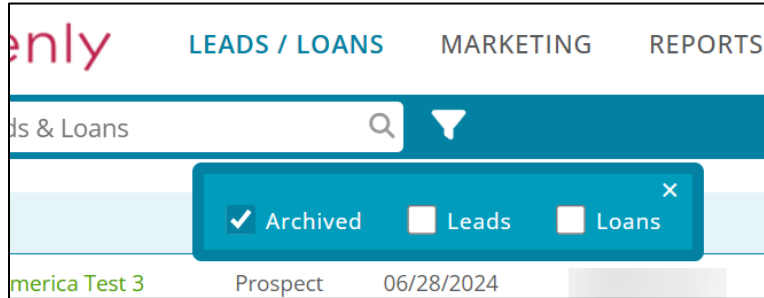 enly LEADS / LOANS MARKETING REPORTS
ds & Loans
Archived Leads Loans
merica Test 3 Prospect 06/28/2024